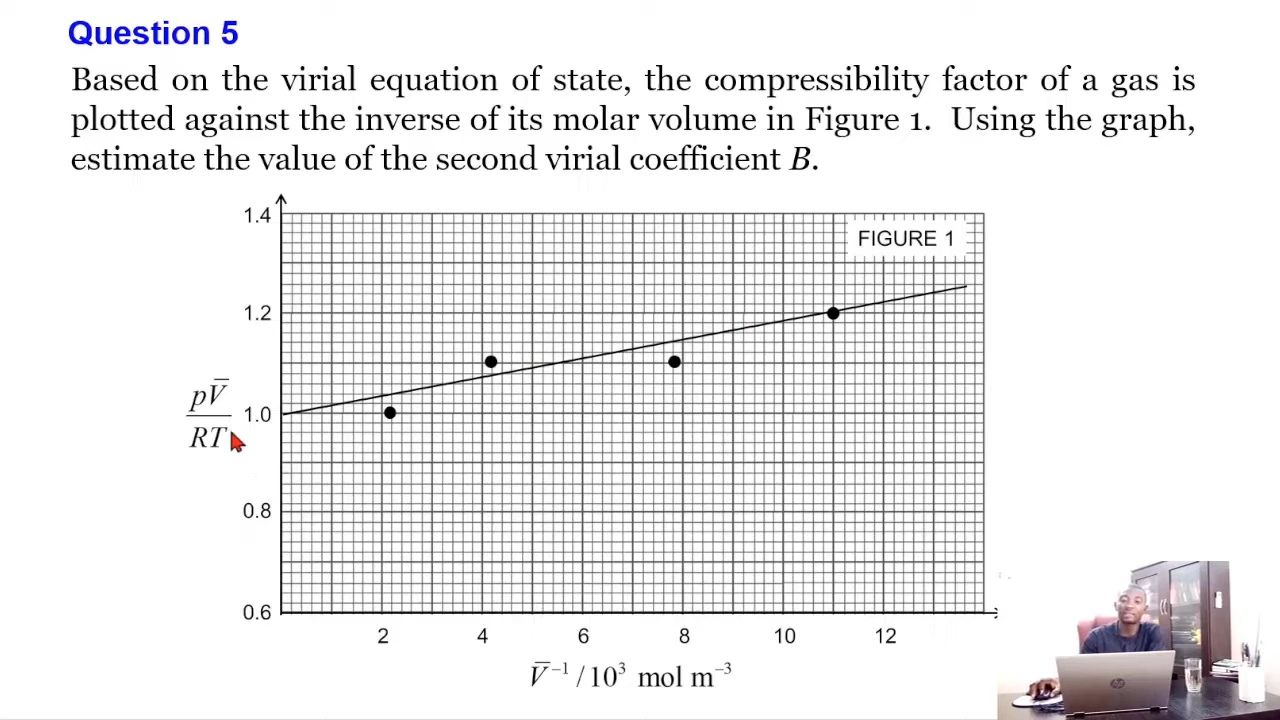 Question 5
Based on the virial equation of state, the compressibility factor of a gas is
plotted against the inverse of its molar volume in Figure 1. Using the graph,
estimate the value of the second virial coefficient B.
1.4
FIGURE 1
1.2
pV̅
RT
1.0
0.8
0.6
2 4 6 8 10 12
V̅⁻¹ / 10³ mol m⁻³